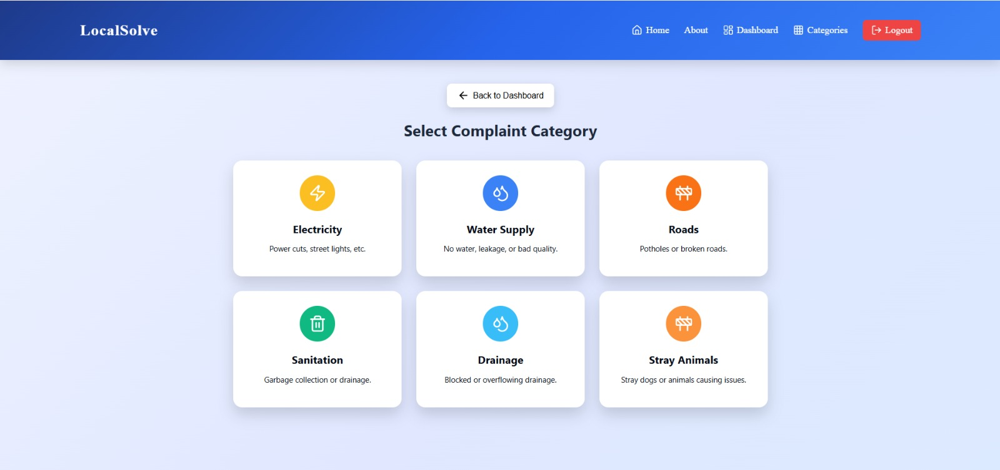 LocalSolve
Home About Dashboard Categories Logout
Back to Dashboard
Select Complaint Category
Electricity
Power cuts, street lights, etc.
Water Supply
No water, leakage, or bad quality.
Roads
Potholes or broken roads.
Sanitation
Garbage collection or drainage.
Drainage
Blocked or overflowing drainage.
Stray Animals
Stray dogs or animals causing issues.